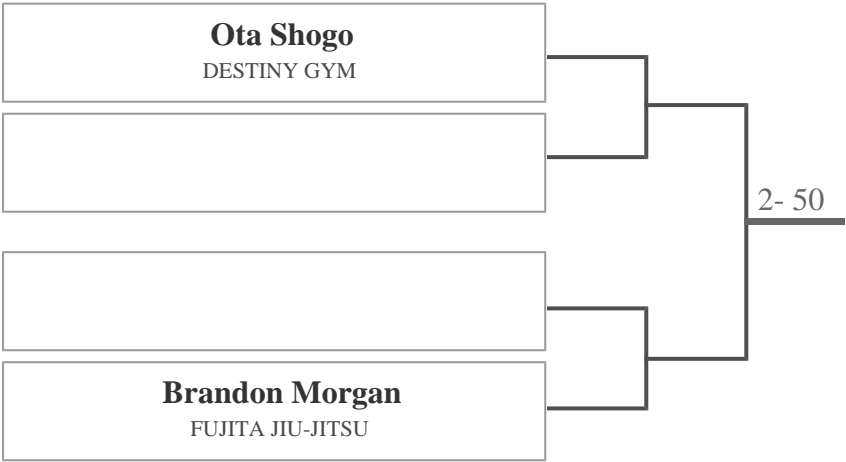 Ota Shogo
DESTINY GYM
2- 50
Brandon Morgan
FUJITA JIU-JITSU